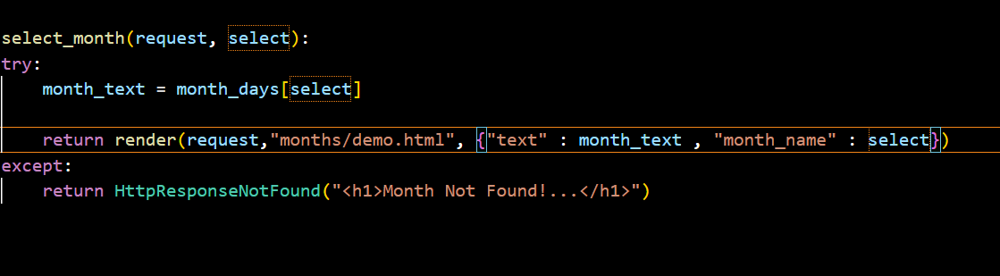 select_month(request, select):
try:
    month_text = month_days[select]
    return render(request,"months/demo.html", {"text" : month_text , "month_name" : select})
except:
    return HttpResponseNotFound("<h1>Month Not Found!...</h1>")